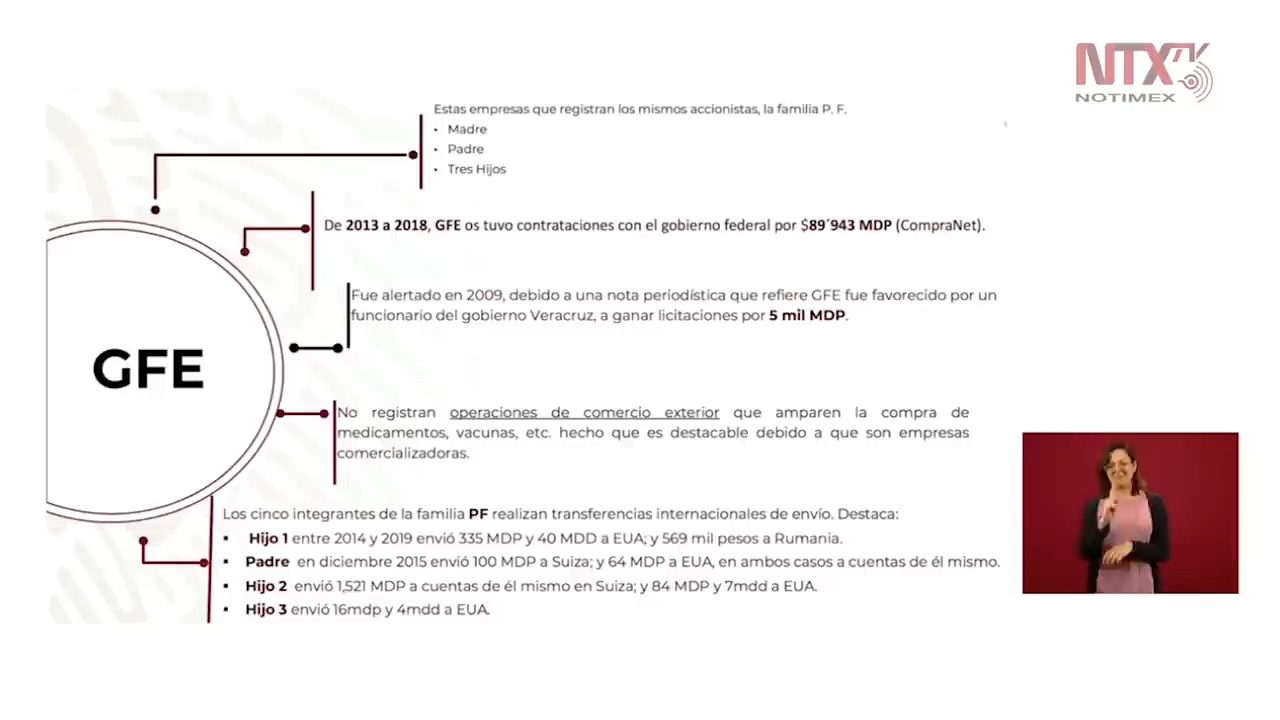 NTX
NOTIMEX
Estas empresas que registran los mismos accionistas, la familia P. F.
• Madre
• Padre
• Tres Hijos
De 2013 a 2018, GFE os tuvo contrataciones con el gobierno federal por $89´943 MDP (CompraNet).
Fue alertado en 2009, debido a una nota periodística que refiere GFE fue favorecido por un
funcionario del gobierno Veracruz, a ganar licitaciones por 5 mil MDP.
GFE
No registran operaciones de comercio exterior que amparen la compra de
medicamentos, vacunas, etc. hecho que es destacable debido a que son empresas
comercializadoras.
Los cinco integrantes de la familia PF realizan transferencias internacionales de envío. Destaca:
▪ Hijo 1 entre 2014 y 2019 envió 335 MDP y 40 MDD a EUA; y 569 mil pesos a Rumania.
▪ Padre en diciembre 2015 envió 100 MDP a Suiza; y 64 MDP a EUA, en ambos casos a cuentas de él mismo.
▪ Hijo 2 envió 1,521 MDP a cuentas de él mismo en Suiza; y 84 MDP y 7mdd a EUA.
▪ Hijo 3 envió 16mdp y 4mdd a EUA.